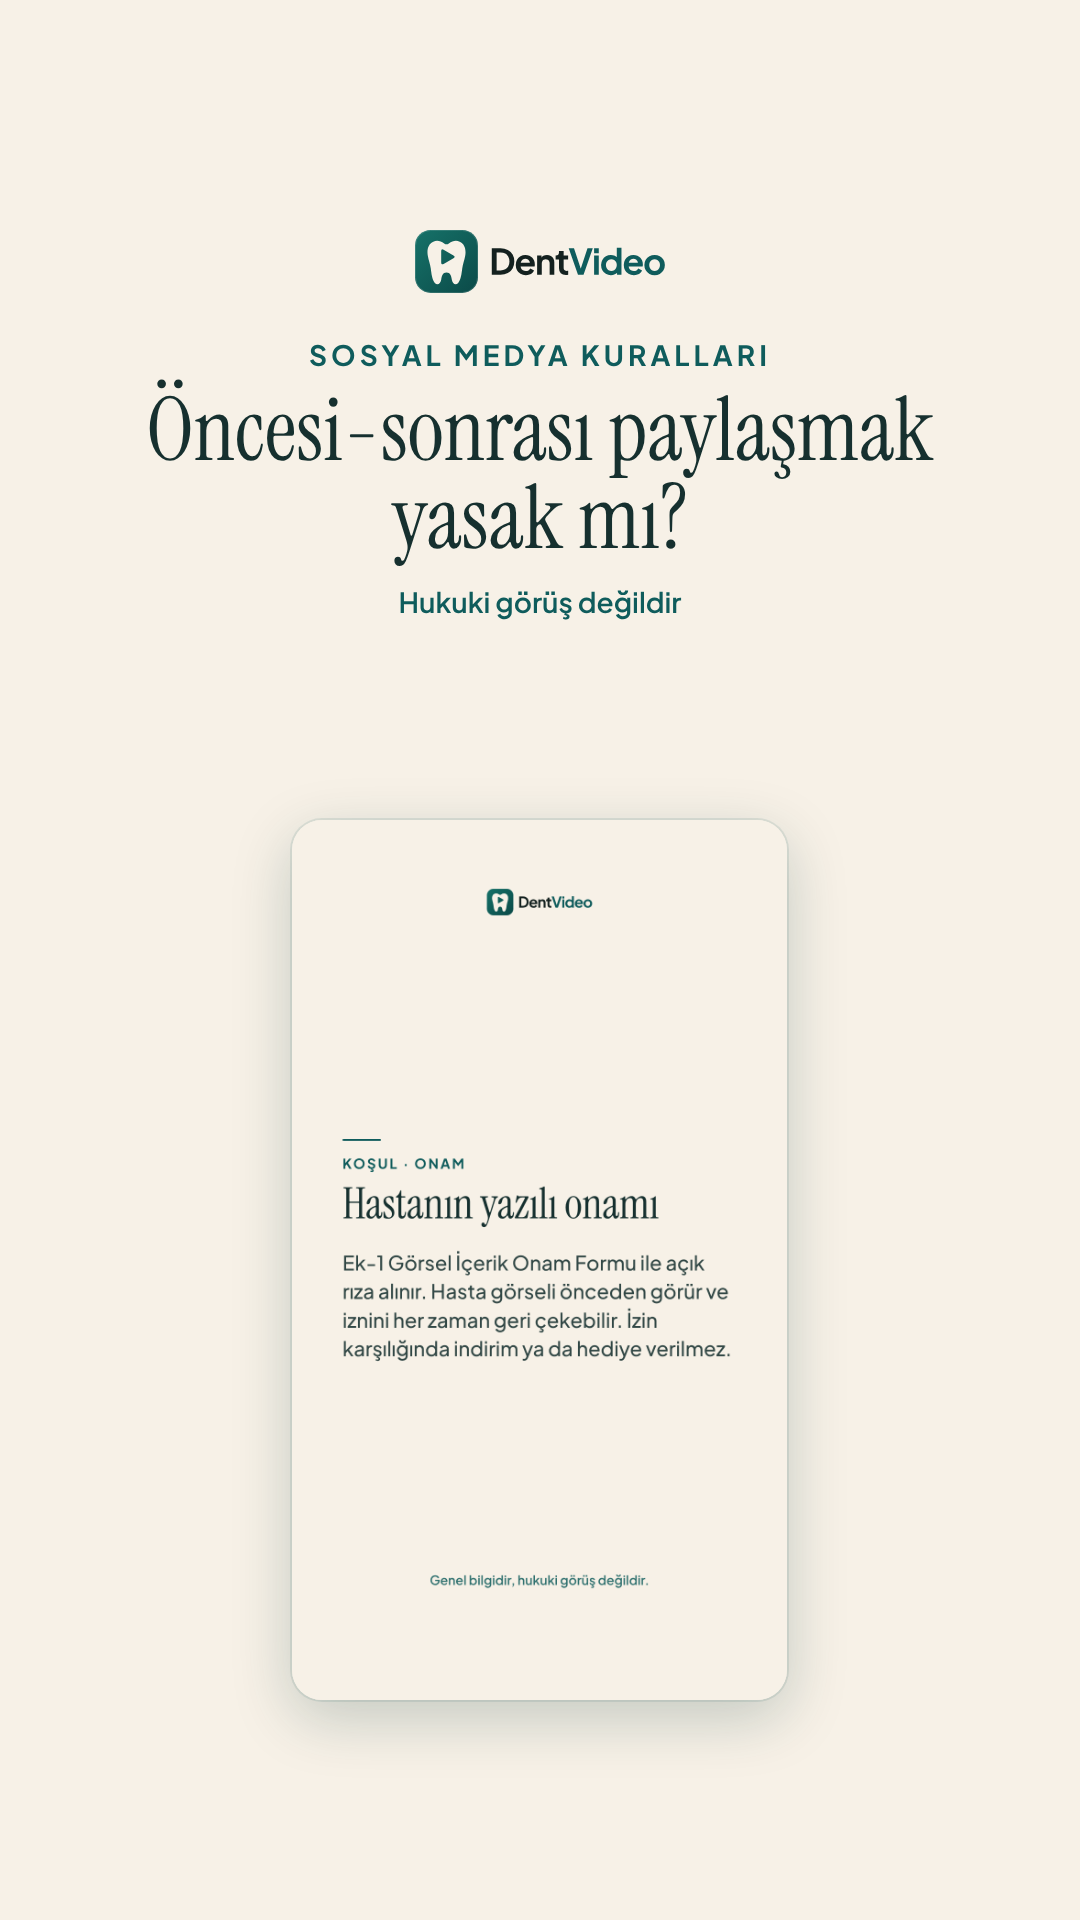 DentVideo
SOSYAL MEDYA KURALLARI
Öncesi-sonrası paylaşmak
yasak mı?
Hukuki görüş değildir
DentVideo
KOŞUL · ONAM
Hastanın yazılı onamı
Ek-1 Görsel İçerik Onam Formu ile açık
rıza alınır. Hasta görseli önceden görür ve
iznini her zaman geri çekebilir. İzin
karşılığında indirim ya da hediye verilmez.
Genel bilgidir, hukuki görüş değildir.